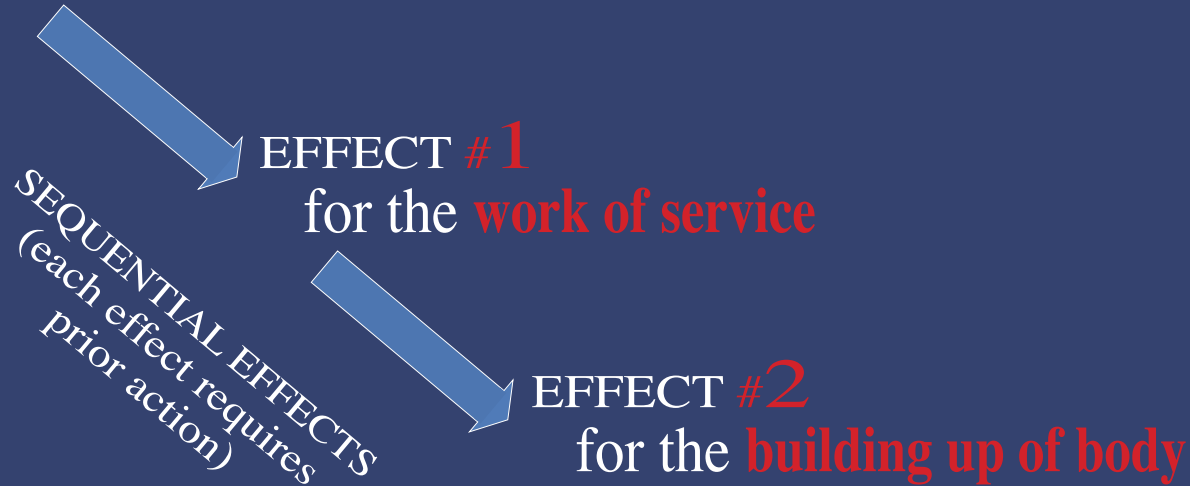 EFFECT #1
for the work of service
SEQUENTIAL EFFECTS
(each effect requires
prior action)
EFFECT #2
for the building up of body